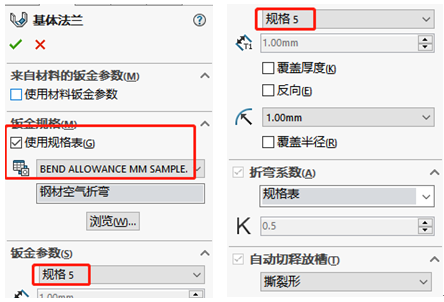 基体法兰
来自材料的钣金参数(M)
使用材料钣金参数
钣金规格(M)
使用规格表(G)
BEND ALLOWANCE MM SAMPLE.
钢材空气折弯
浏览(W)...
钣金参数(S)
规格 5
1.00mm
规格 5
T1
1.00mm
覆盖厚度(K)
反向(E)
1.00mm
覆盖半径(R)
折弯系数(A)
规格表
K
0.5
自动切释放槽(T)
撕裂形